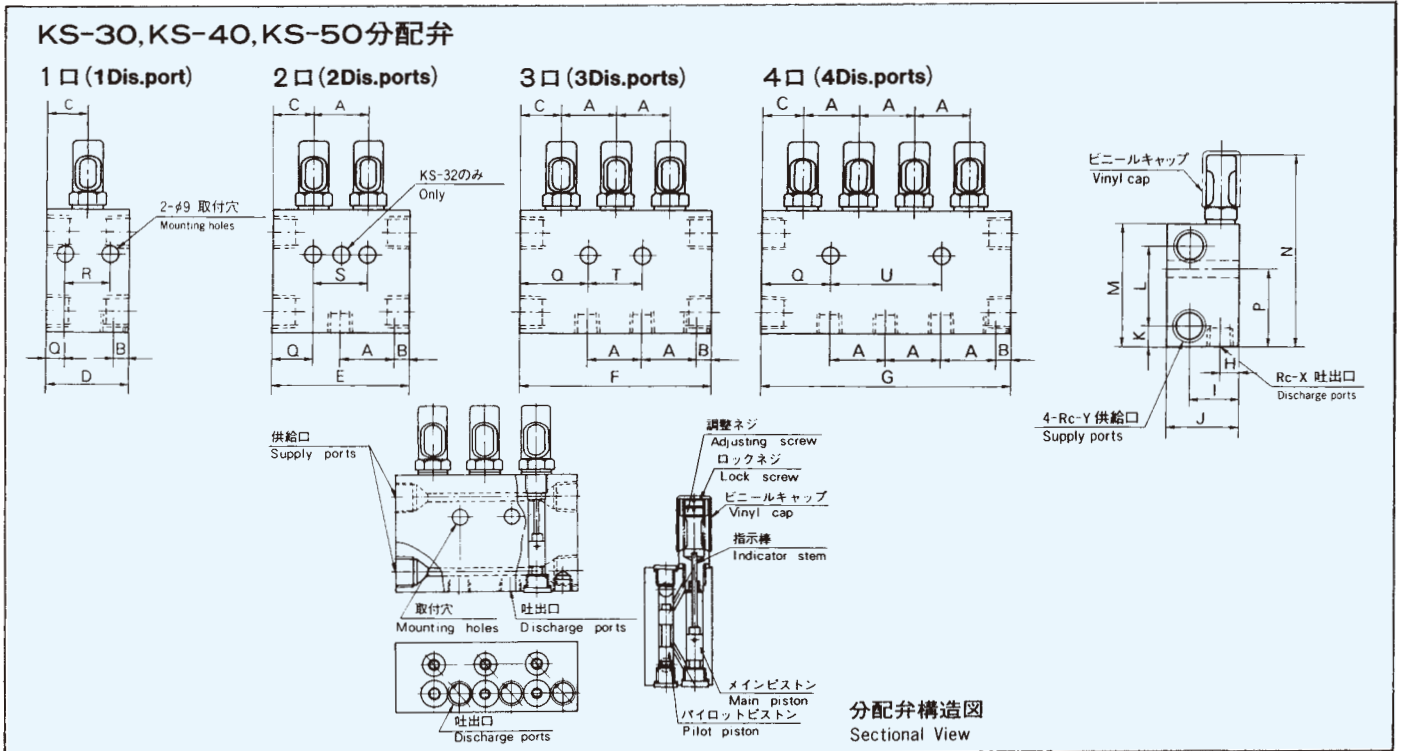 KS-30,KS-40,KS-50分配弁
1口(1Dis.port)
2口(2Dis.ports)
3口(3Dis.ports)
4口(4Dis.ports)
C
C A
C A A
C A A A
KS-32のみ
Only
2-φ9 取付穴
Mounting holes
ビニールキャップ
Vinyl cap
R
S
Q T
Q U
M L K
P N
Q B
D
Q A B
E
A A B
F
A A A B
G
H
I
J
Rc-X 吐出口
Discharge ports
4-Rc-Y 供給口
Supply ports
供給口
Supply ports
取付穴
Mounting holes
吐出口
Discharge ports
吐出口
Discharge ports
調整ネジ
Adjusting screw
ロックネジ
Lock screw
ビニールキャップ
Vinyl cap
指示棒
Indicator stem
メインピストン
Main piston
パイロットピストン
Pilot piston
分配弁構造図
Sectional View